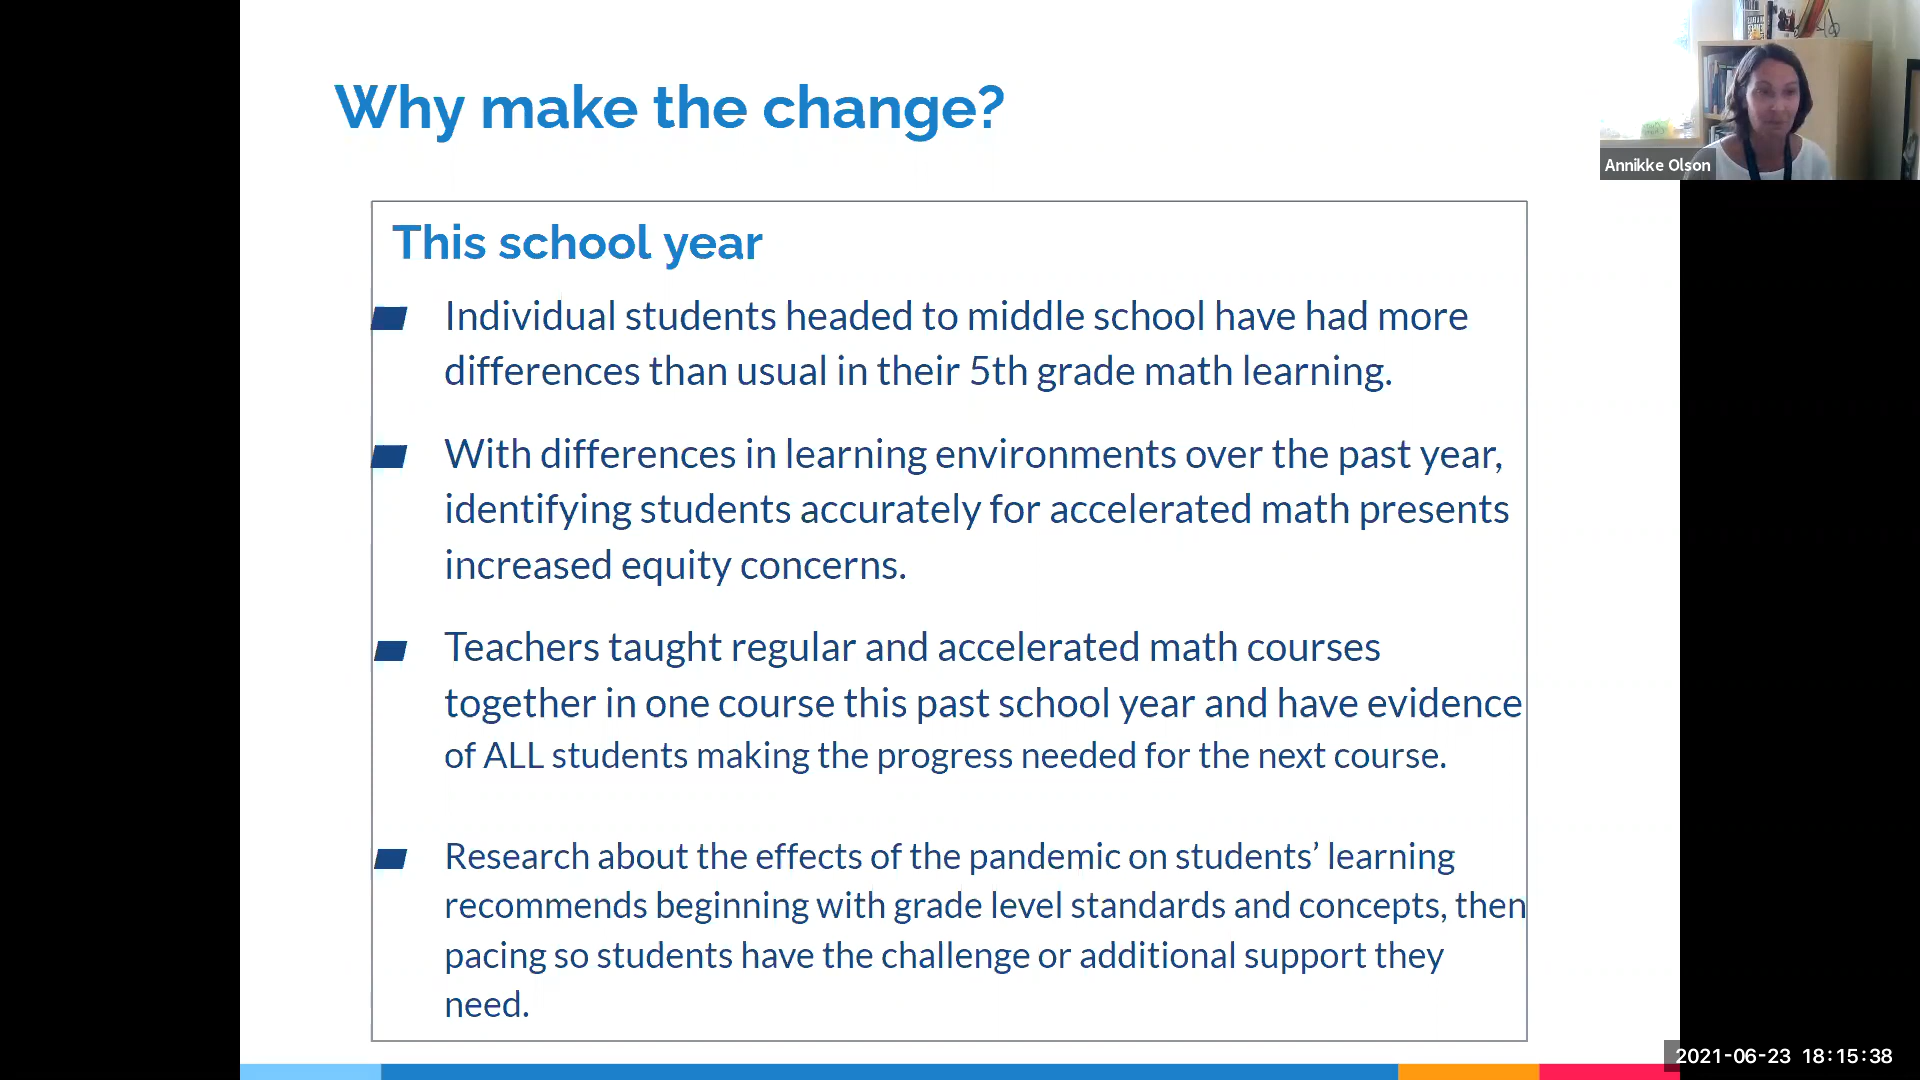 Why make the change?
Annikke Olson
This school year
Individual students headed to middle school have had more
differences than usual in their 5th grade math learning.
With differences in learning environments over the past year,
identifying students accurately for accelerated math presents
increased equity concerns.
Teachers taught regular and accelerated math courses
together in one course this past school year and have evidence
of ALL students making the progress needed for the next course.
Research about the effects of the pandemic on students’ learning
recommends beginning with grade level standards and concepts, then
pacing so students have the challenge or additional support they
need.
2021-06-23 18:15:38